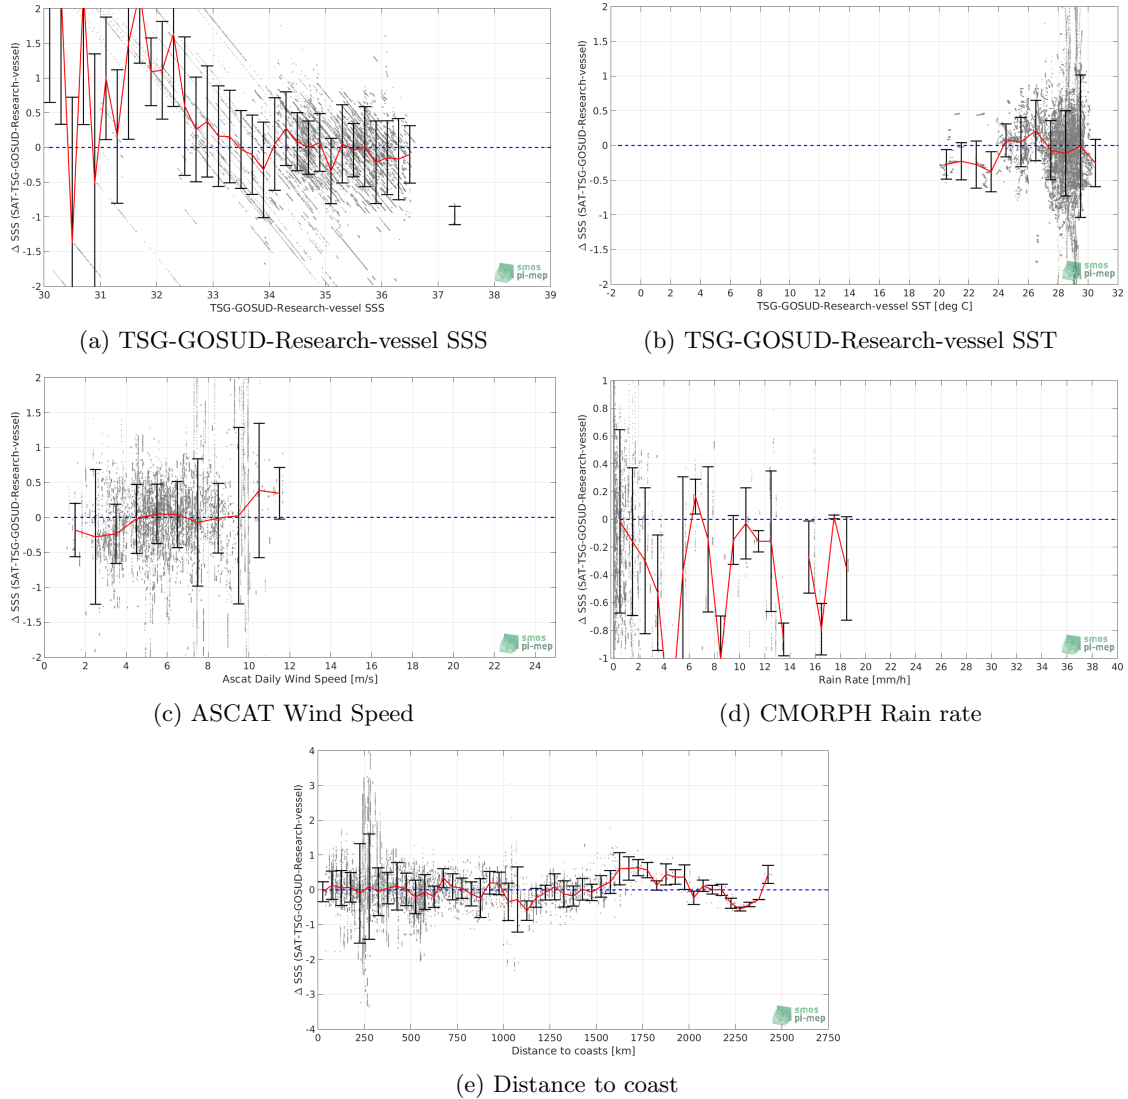 Δ SSS (SAT-TSG-GOSUD-Research-vessel)
2
1.5
1
0.5
0
-0.5
-1
-1.5
-2
30 31 32 33 34 35 36 37 38 39
TSG-GOSUD-Research-vessel SSS
smos
pi-mep
(a) TSG-GOSUD-Research-vessel SSS
Δ SSS (SAT-TSG-GOSUD-Research-vessel)
2
1.5
1
0.5
0
-0.5
-1
-1.5
-2
-2 0 2 4 6 8 10 12 14 16 18 20 22 24 26 28 30 32
TSG-GOSUD-Research-vessel SST [deg C]
smos
pi-mep
(b) TSG-GOSUD-Research-vessel SST
Δ SSS (SAT-TSG-GOSUD-Research-vessel)
2
1.5
1
0.5
0
-0.5
-1
-1.5
-2
0 2 4 6 8 10 12 14 16 18 20 22 24
Ascat Daily Wind Speed [m/s]
smos
pi-mep
(c) ASCAT Wind Speed
Δ SSS (SAT-TSG-GOSUD-Research-vessel)
1
0.8
0.6
0.4
0.2
0
-0.2
-0.4
-0.6
-0.8
-1
0 2 4 6 8 10 12 14 16 18 20 22 24 26 28 30 32 34 36 38 40
Rain Rate [mm/h]
smos
pi-mep
(d) CMORPH Rain rate
Δ SSS (SAT-TSG-GOSUD-Research-vessel)
4
3
2
1
0
-1
-2
-3
-4
0 250 500 750 1000 1250 1500 1750 2000 2250 2500 2750
Distance to coasts [km]
smos
pi-mep
(e) Distance to coast